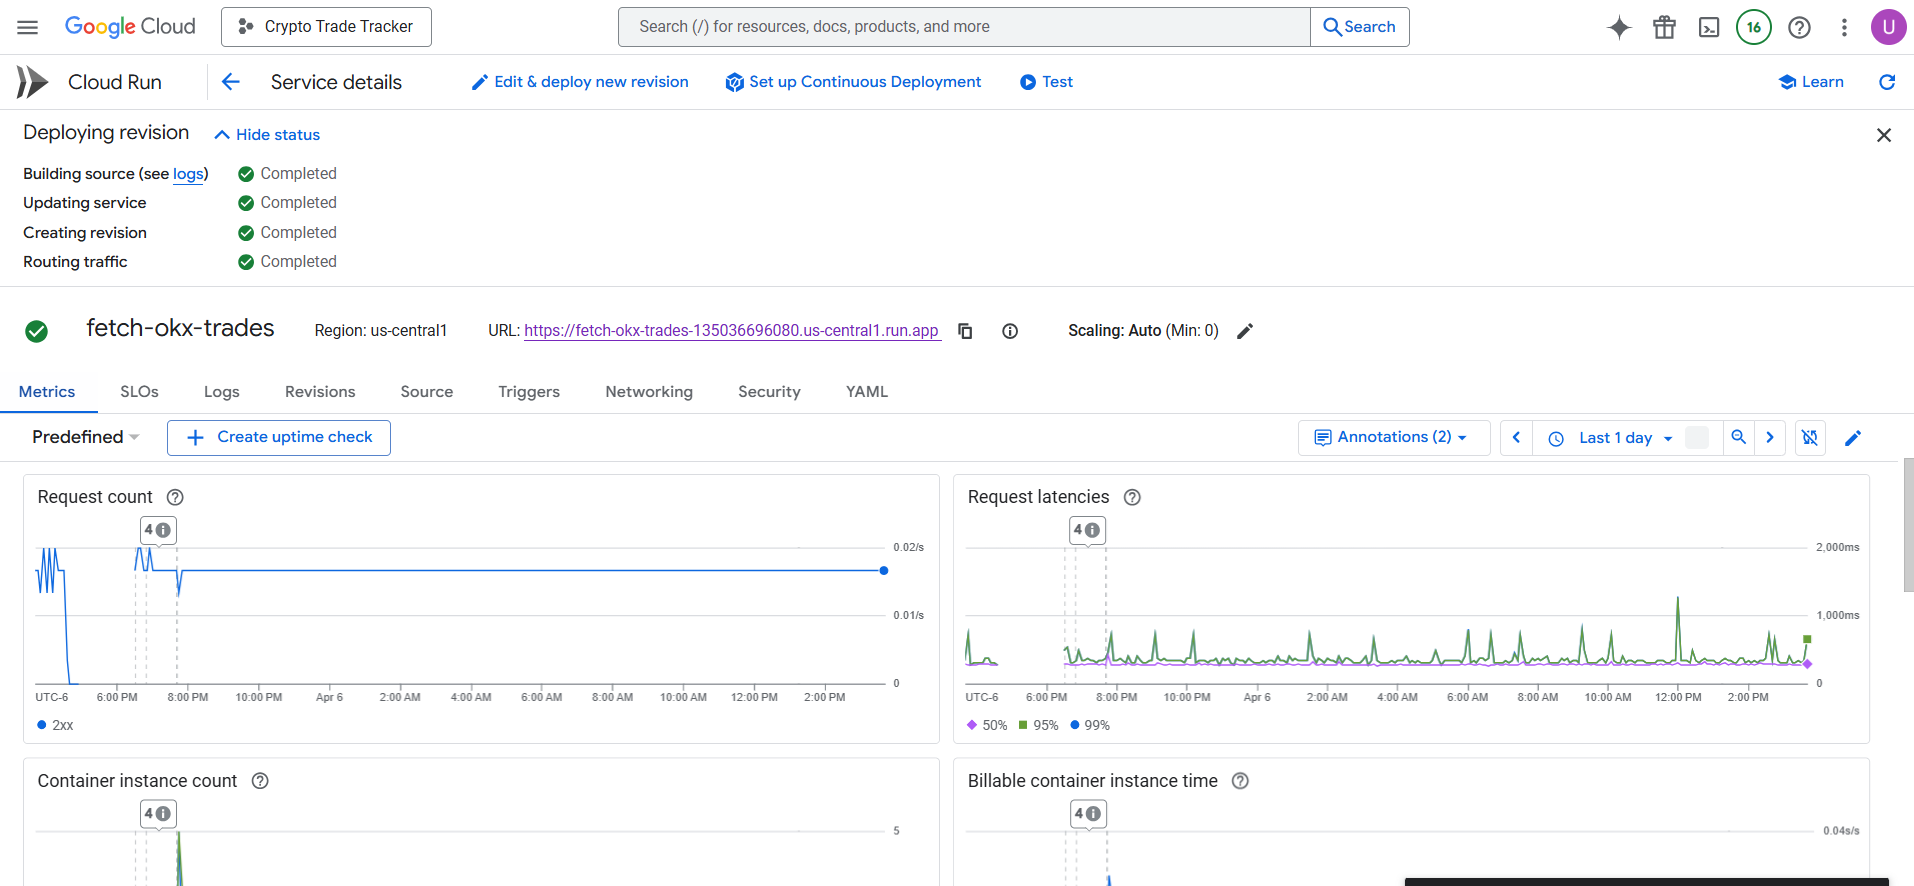 Google Cloud
Crypto Trade Tracker
Search (/) for resources, docs, products, and more
Search
16
U
Cloud Run
Service details
Edit & deploy new revision
Set up Continuous Deployment
Test
Learn
Deploying revision
Hide status
Building source (see logs)
Completed
Updating service
Completed
Creating revision
Completed
Routing traffic
Completed
fetch-okx-trades
Region: us-central1
URL: https://fetch-okx-trades-135036696080.us-central1.run.app
Scaling: Auto (Min: 0)
Metrics
SLOs
Logs
Revisions
Source
Triggers
Networking
Security
YAML
Predefined
Create uptime check
Annotations (2)
Last 1 day
Request count
4
0.02/s
0.01/s
0
UTC-6
6:00 PM
8:00 PM
10:00 PM
Apr 6
2:00 AM
4:00 AM
6:00 AM
8:00 AM
10:00 AM
12:00 PM
2:00 PM
2xx
Request latencies
4
2,000ms
1,000ms
0
UTC-6
6:00 PM
8:00 PM
10:00 PM
Apr 6
2:00 AM
4:00 AM
6:00 AM
8:00 AM
10:00 AM
12:00 PM
2:00 PM
50%
95%
99%
Container instance count
4
5
Billable container instance time
4
0.04s/s